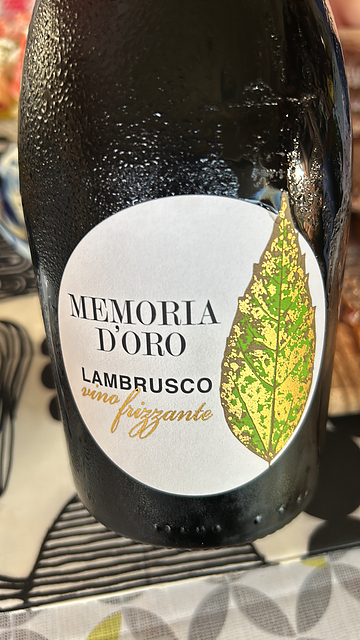 MEMORIA
D'ORO
LAMBRUSCO
vino frizzante